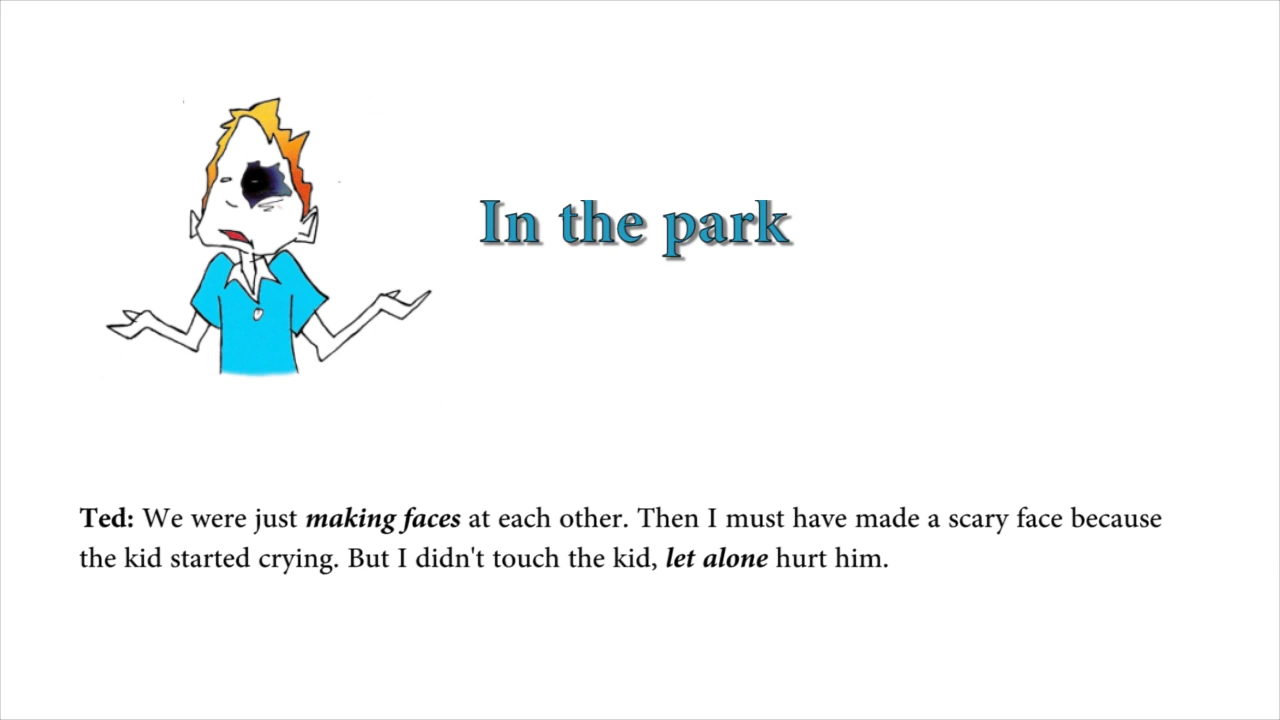 In the park
Ted: We were just making faces at each other. Then I must have made a scary face because
the kid started crying. But I didn't touch the kid, let alone hurt him.